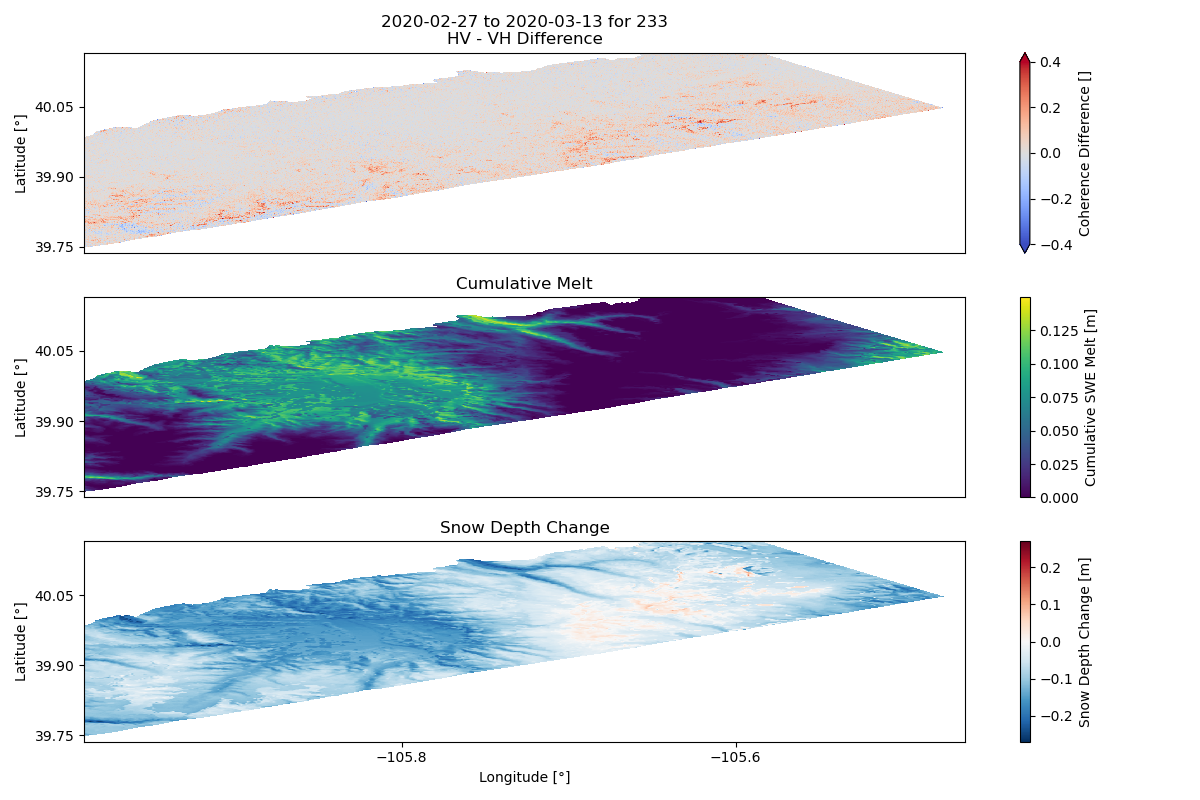 2020-02-27 to 2020-03-13 for 233
HV - VH Difference
40.05
39.90
39.75
Latitude [°]
0.4
0.2
0.0
−0.2
−0.4
Coherence Difference []
Cumulative Melt
40.05
39.90
39.75
Latitude [°]
0.125
0.100
0.075
0.050
0.025
0.000
Cumulative SWE Melt [m]
Snow Depth Change
40.05
39.90
39.75
Latitude [°]
0.2
0.1
0.0
−0.1
−0.2
Snow Depth Change [m]
−105.8
−105.6
Longitude [°]